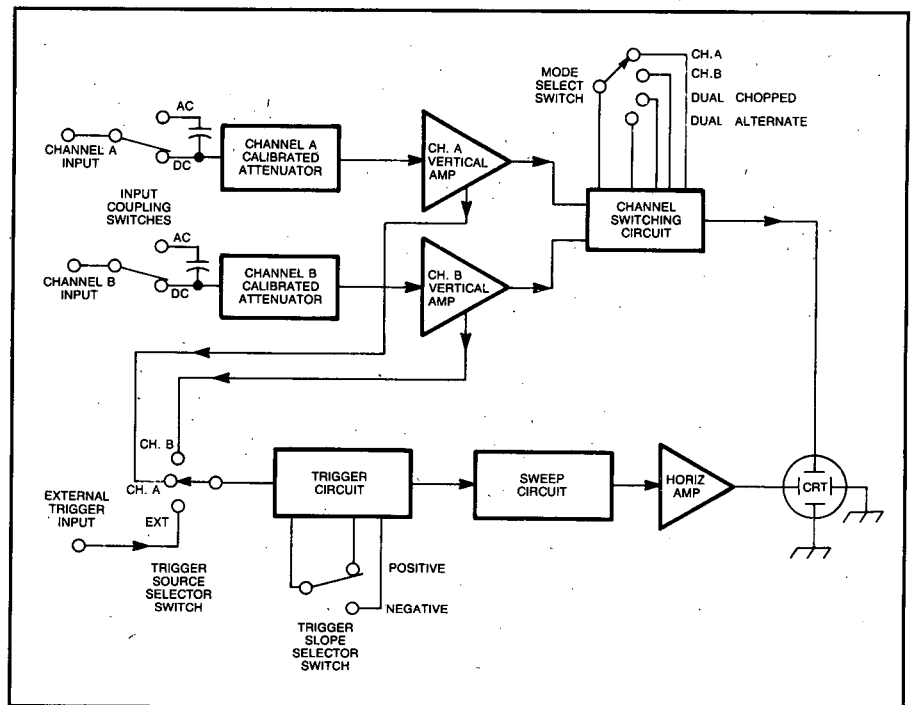 CH.A
CH.B
DUAL CHOPPED
DUAL ALTERNATE
MODE
SELECT
SWITCH
AC
CHANNEL A
INPUT
DC
CHANNEL A
CALIBRATED
ATTENUATOR
CH. A
VERTICAL
AMP
INPUT
COUPLING
SWITCHES
CHANNEL
SWITCHING
CIRCUIT
AC
CHANNEL B
INPUT
DC
CHANNEL B
CALIBRATED
ATTENUATOR
CH. B
VERTICAL
AMP
CH. B
CH. A
EXT
EXTERNAL
TRIGGER
INPUT
TRIGGER
SOURCE
SELECTOR
SWITCH
TRIGGER
CIRCUIT
SWEEP
CIRCUIT
HORIZ
AMP
CRT
POSITIVE
NEGATIVE
TRIGGER
SLOPE
SELECTOR
SWITCH